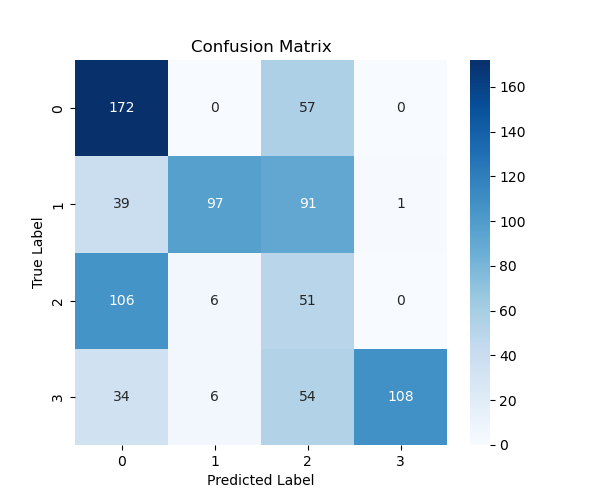 Confusion Matrix
0 172 0 57 0
1 39 97 91 1
2 106 6 51 0
3 34 6 54 108
0 1 2 3
True Label
Predicted Label
160
140
120
100
80
60
40
20
0